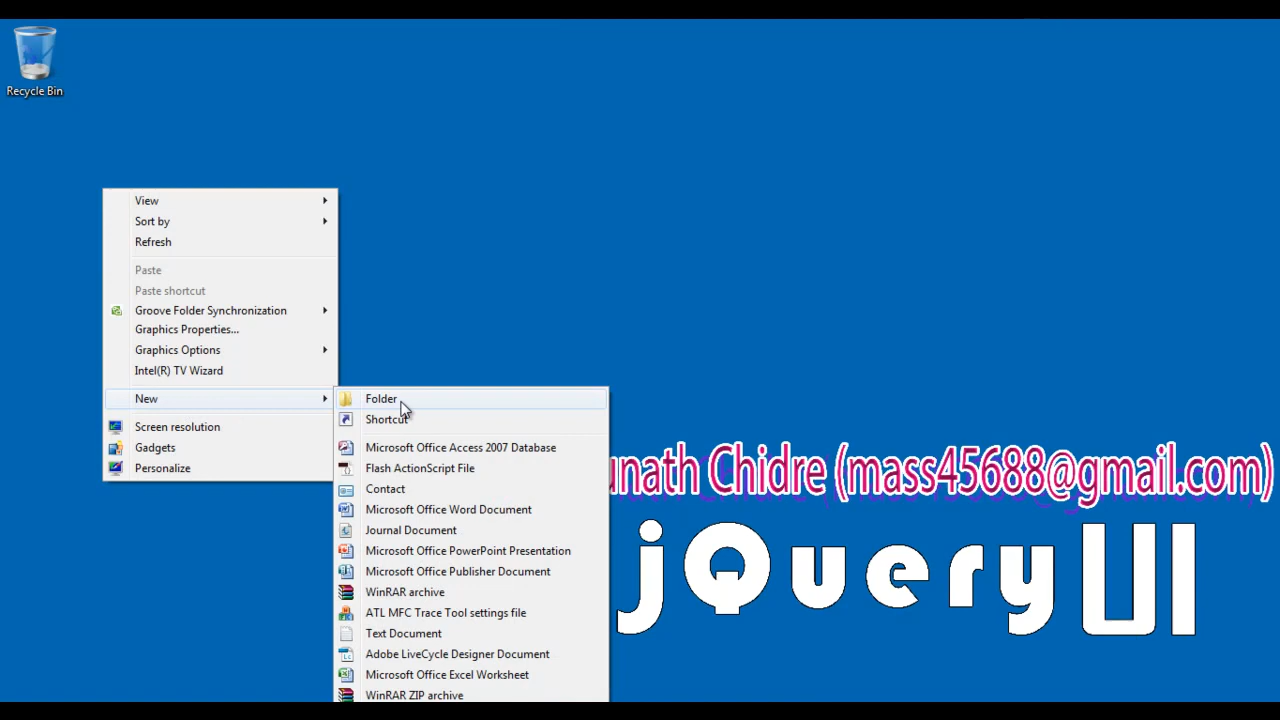 Recycle Bin
View
Sort by
Refresh
Paste
Paste shortcut
Groove Folder Synchronization
Graphics Properties...
Graphics Options
Intel(R) TV Wizard
New
Screen resolution
Gadgets
Personalize
Folder
Shortcut
Microsoft Office Access 2007 Database
Flash ActionScript File
Contact
Microsoft Office Word Document
Journal Document
Microsoft Office PowerPoint Presentation
Microsoft Office Publisher Document
WinRAR archive
ATL MFC Trace Tool settings file
Text Document
Adobe LiveCycle Designer Document
Microsoft Office Excel Worksheet
WinRAR ZIP archive
unath Chidre (mass45688@gmail.com)
jQuery UI